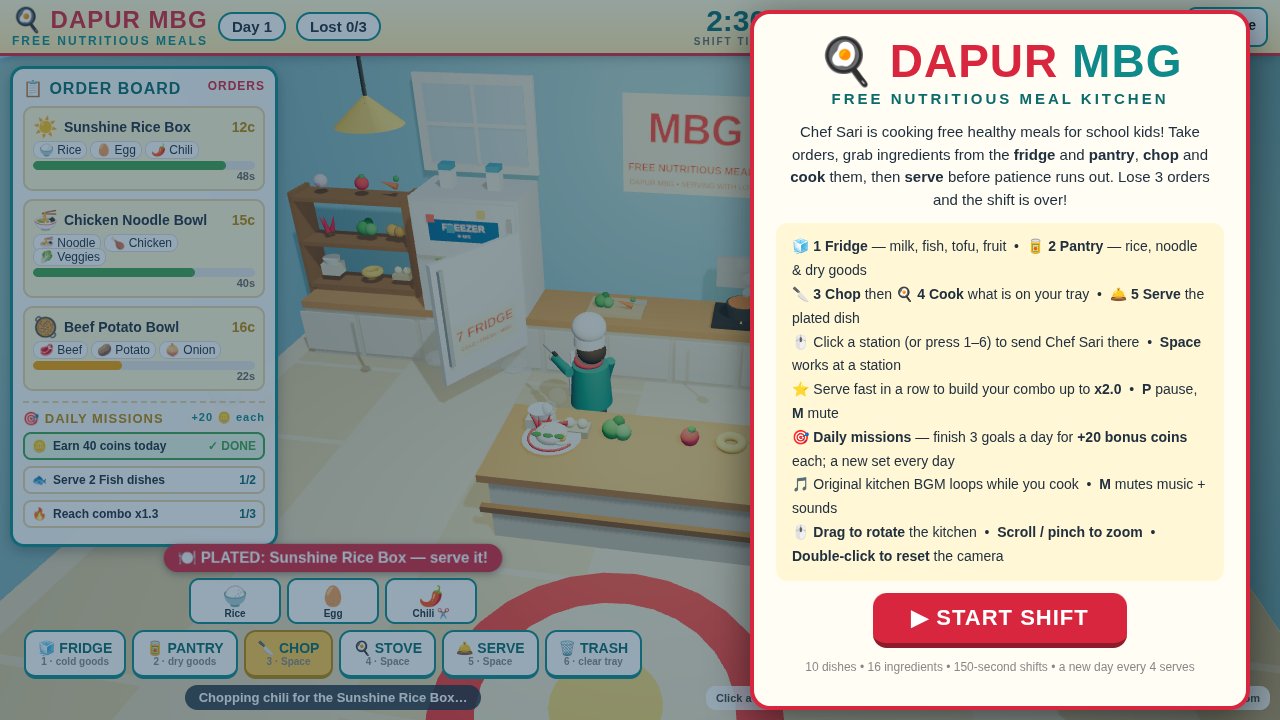 DAPUR MBG
FREE NUTRITIOUS MEALS
Day 1
Lost 0/3
2:3
SHIFT TI
📋 ORDER BOARD
ORDERS
Sunshine Rice Box 12c
Rice Egg Chili
48s
Chicken Noodle Bowl 15c
Noodle Chicken
Veggies
40s
Beef Potato Bowl 16c
Beef Potato Onion
22s
🎯 DAILY MISSIONS +20 🪙 each
Earn 40 coins today ✓ DONE
Serve 2 Fish dishes 1/2
Reach combo x1.3 1/3
MBG
FREE NUTRITIOUS MEA
DAPUR MBG • SERVING WITH LO
FREEZER
7 FRIDGE
🍽️ PLATED: Sunshine Rice Box — serve it!
Rice
Egg
Chili ✂️
🧊 FRIDGE
1 · cold goods
🥫 PANTRY
2 · dry goods
🔪 CHOP
3 · Space
🍳 STOVE
4 · Space
🛎️ SERVE
5 · Space
🗑️ TRASH
6 · clear tray
Chopping chili for the Sunshine Rice Box…
Click a
om
e
🍳 DAPUR MBG
FREE NUTRITIOUS MEAL KITCHEN
Chef Sari is cooking free healthy meals for school kids! Take
orders, grab ingredients from the fridge and pantry, chop and
cook them, then serve before patience runs out. Lose 3 orders
and the shift is over!
🧊 1 Fridge — milk, fish, tofu, fruit • 🥫 2 Pantry — rice, noodle
& dry goods
🔪 3 Chop then 🍳 4 Cook what is on your tray • 🛎️ 5 Serve the
plated dish
🖱️ Click a station (or press 1–6) to send Chef Sari there • Space
works at a station
⭐ Serve fast in a row to build your combo up to x2.0 • P pause,
M mute
🎯 Daily missions — finish 3 goals a day for +20 bonus coins
each; a new set every day
🎵 Original kitchen BGM loops while you cook • M mutes music +
sounds
🖱️ Drag to rotate the kitchen • Scroll / pinch to zoom •
Double-click to reset the camera
▶ START SHIFT
10 dishes • 16 ingredients • 150-second shifts • a new day every 4 serves